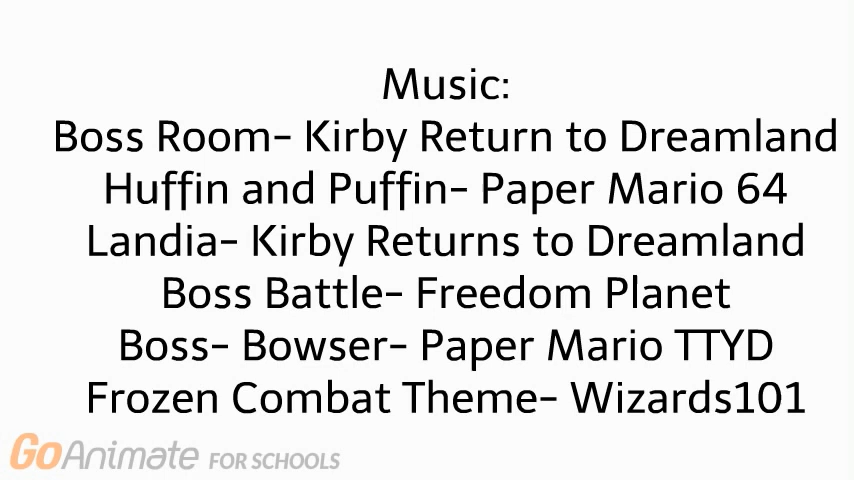 Music:
Boss Room- Kirby Return to Dreamland
Huffin and Puffin- Paper Mario 64
Landia- Kirby Returns to Dreamland
Boss Battle- Freedom Planet
Boss- Bowser- Paper Mario TTYD
Frozen Combat Theme- Wizards101
GoAnimate FOR SCHOOLS